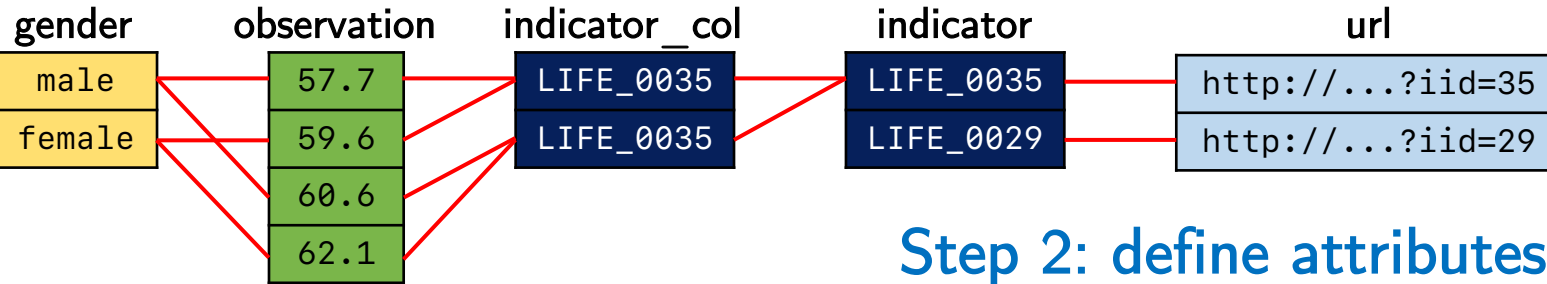 gender observation indicator_col indicator url
male 57.7 LIFE_0035 LIFE_0035 http://...?iid=35
female 59.6 LIFE_0035 LIFE_0029 http://...?iid=29
60.6
62.1
Step 2: define attributes